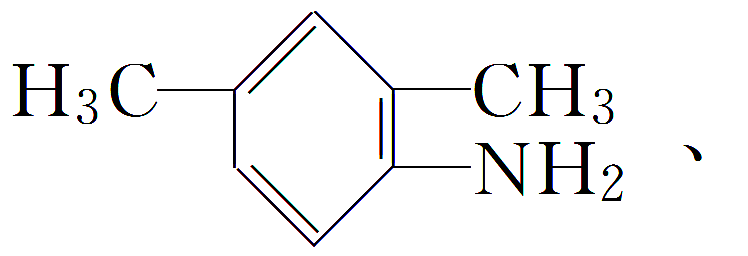 H₃C CH₃
NH₂ 、